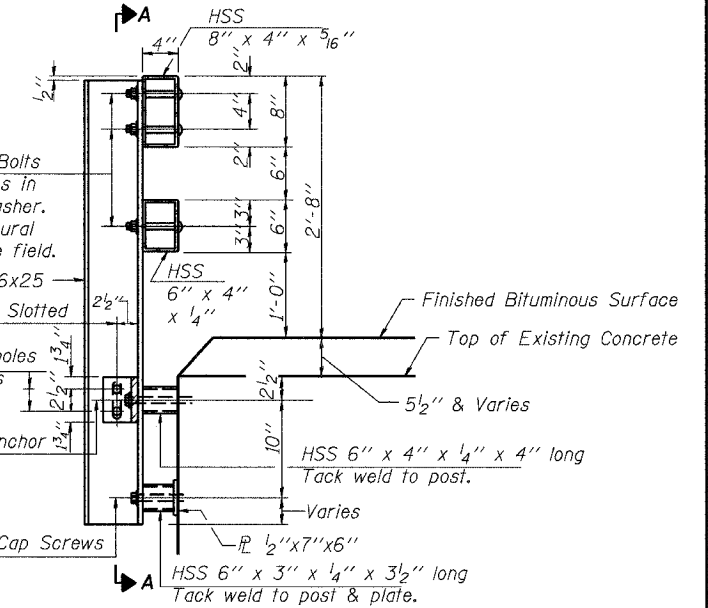 A
HSS
8" x 4" x 5/16"
4"
2"
1/2"
4"
8"
Bolts
s in
asher.
ural
e field.
2"
6"
2'-8"
3"
3"
6"
6x25
HSS
6" x 4"
x 1/4"
1'-0"
Slotted
2 1/2"
Finished Bituminous Surface
Top of Existing Concrete
1 3/4"
oles
s
2 1/2"
2 1/2"
5 1/2" & Varies
nchor
1 3/4"
10"
HSS 6" x 4" x 1/4" x 4" long
Tack weld to post.
Varies
Cap Screws
PL 1/2"x7"x6"
A
HSS 6" x 3" x 1/4" x 3 1/2" long
Tack weld to post & plate.